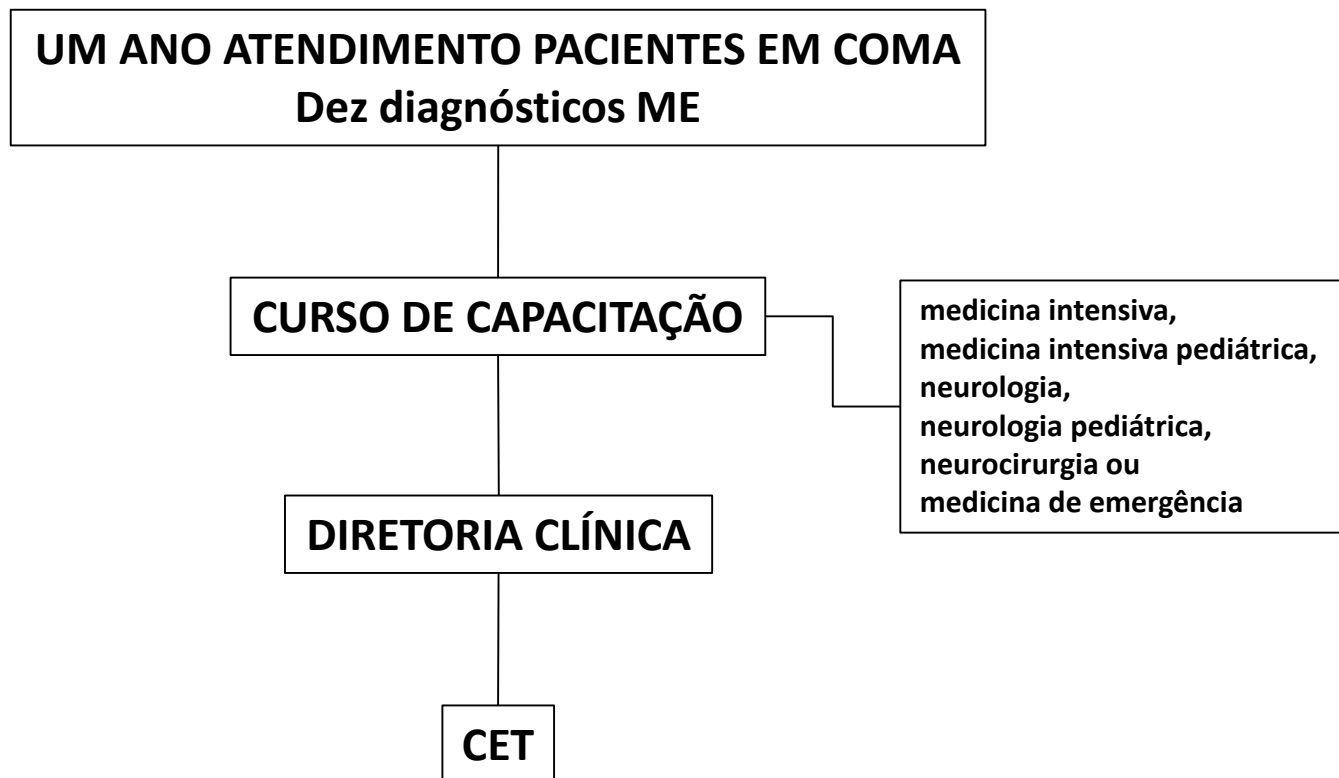 UM ANO ATENDIMENTO PACIENTES EM COMA
Dez diagnósticos ME
CURSO DE CAPACITAÇÃO
medicina intensiva,
medicina intensiva pediátrica,
neurologia,
neurologia pediátrica,
neurocirurgia ou
medicina de emergência
DIRETORIA CLÍNICA
CET